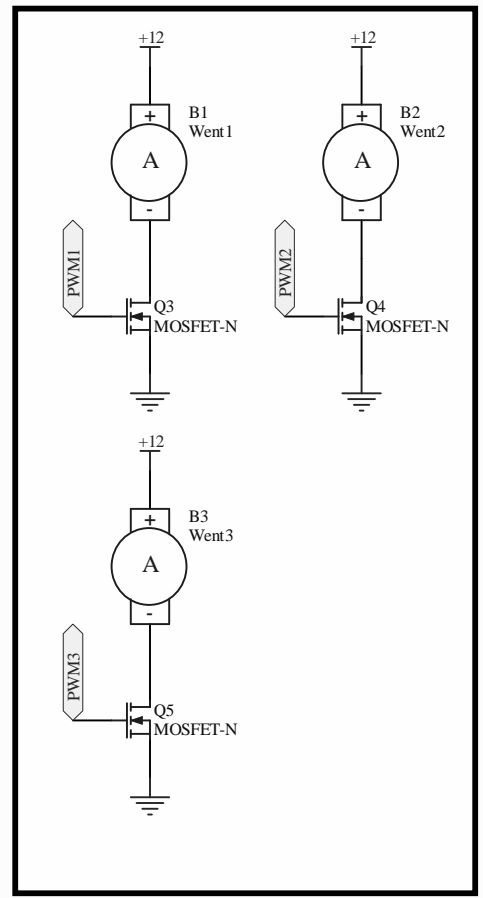 +12
+
B1
Went1
A
-
PWM1
Q3
MOSFET-N
+12
+
B2
Went2
A
-
PWM2
Q4
MOSFET-N
+12
+
B3
Went3
A
-
PWM3
Q5
MOSFET-N